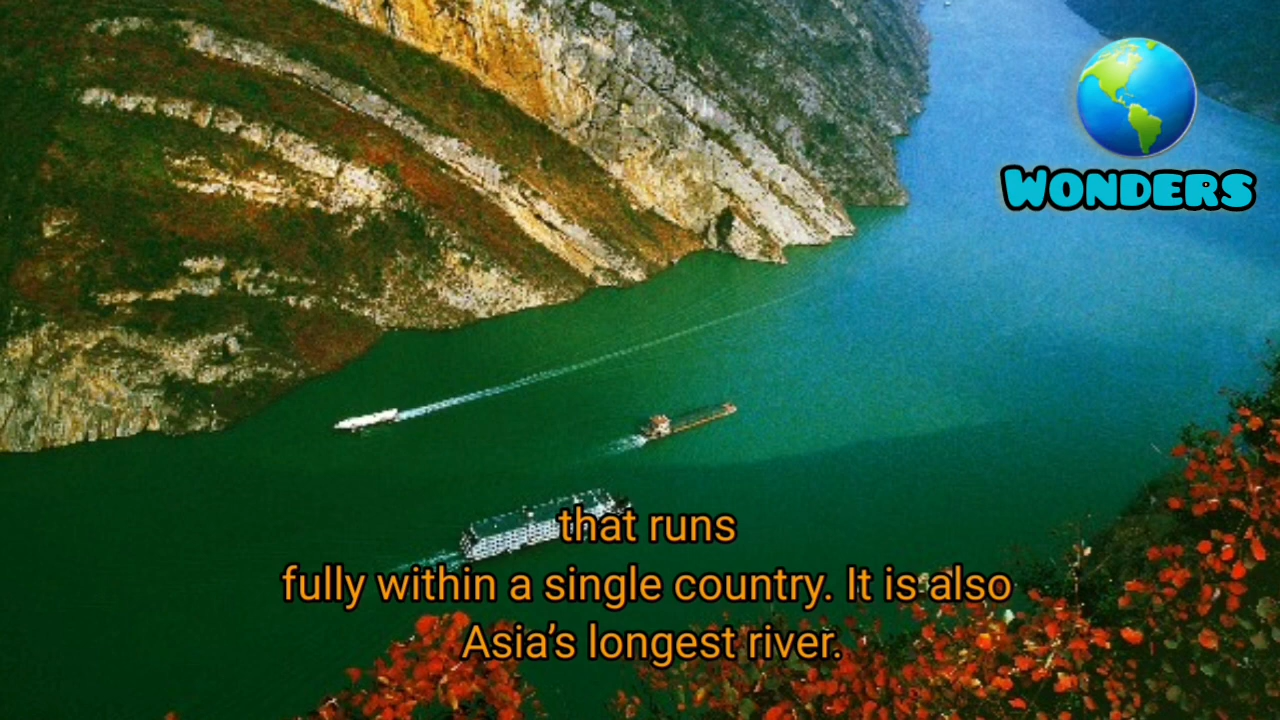 WONDERS
that runs
fully within a single country. It is also
Asia’s longest river.